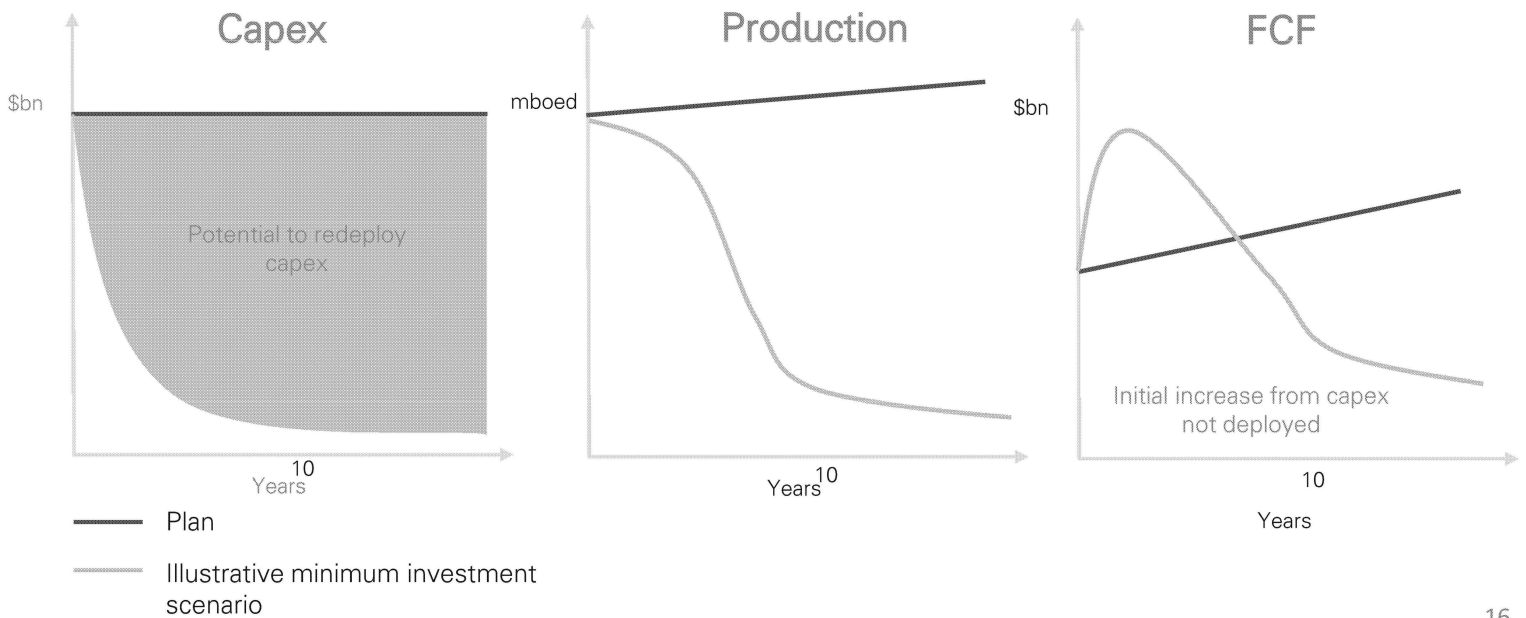 Capex
$bn
Potential to redeploy
capex
10
Years
Production
mboed
10
Years
FCF
$bn
Initial increase from capex
not deployed
10
Years
Plan
Illustrative minimum investment
scenario
16